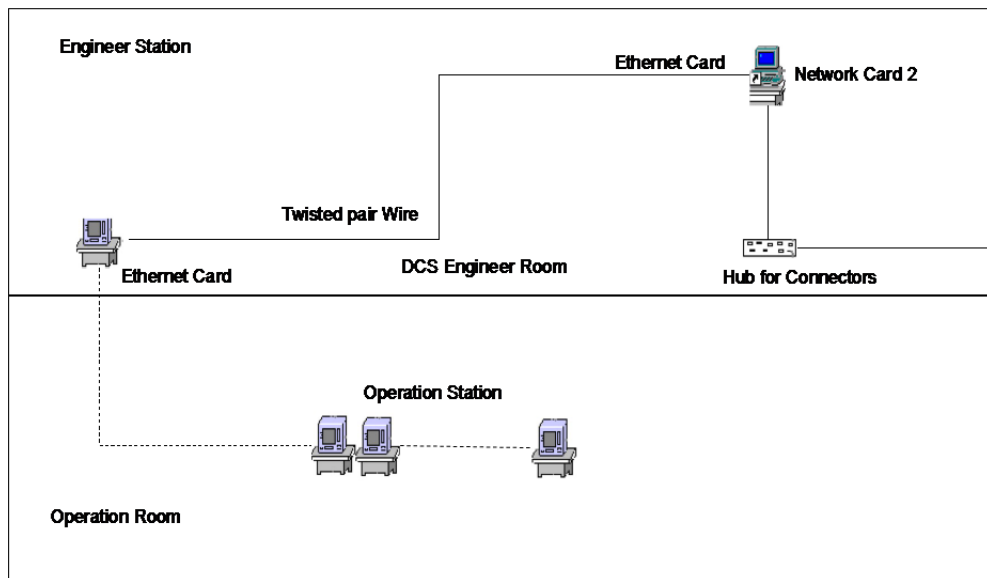 Engineer Station
Ethernet Card
Network Card 2
Twisted pair Wire
DCS Engineer Room
Ethernet Card
Hub for Connectors
Operation Station
Operation Room